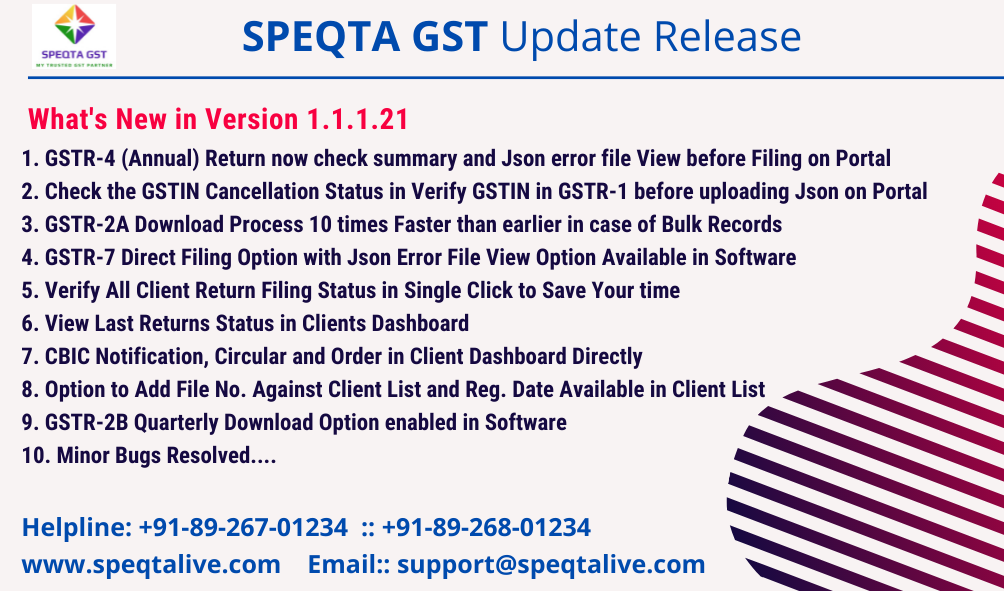 SPEQTA GST
MY TRUSTED GST PARTNER
SPEQTA GST Update Release
What's New in Version 1.1.1.21
1. GSTR-4 (Annual) Return now check summary and Json error file View before Filing on Portal
2. Check the GSTIN Cancellation Status in Verify GSTIN in GSTR-1 before uploading Json on Portal
3. GSTR-2A Download Process 10 times Faster than earlier in case of Bulk Records
4. GSTR-7 Direct Filing Option with Json Error File View Option Available in Software
5. Verify All Client Return Filing Status in Single Click to Save Your time
6. View Last Returns Status in Clients Dashboard
7. CBIC Notification, Circular and Order in Client Dashboard Directly
8. Option to Add File No. Against Client List and Reg. Date Available in Client List
9. GSTR-2B Quarterly Download Option enabled in Software
10. Minor Bugs Resolved....
Helpline: +91-89-267-01234 :: +91-89-268-01234
www.speqtalive.com Email:: support@speqtalive.com